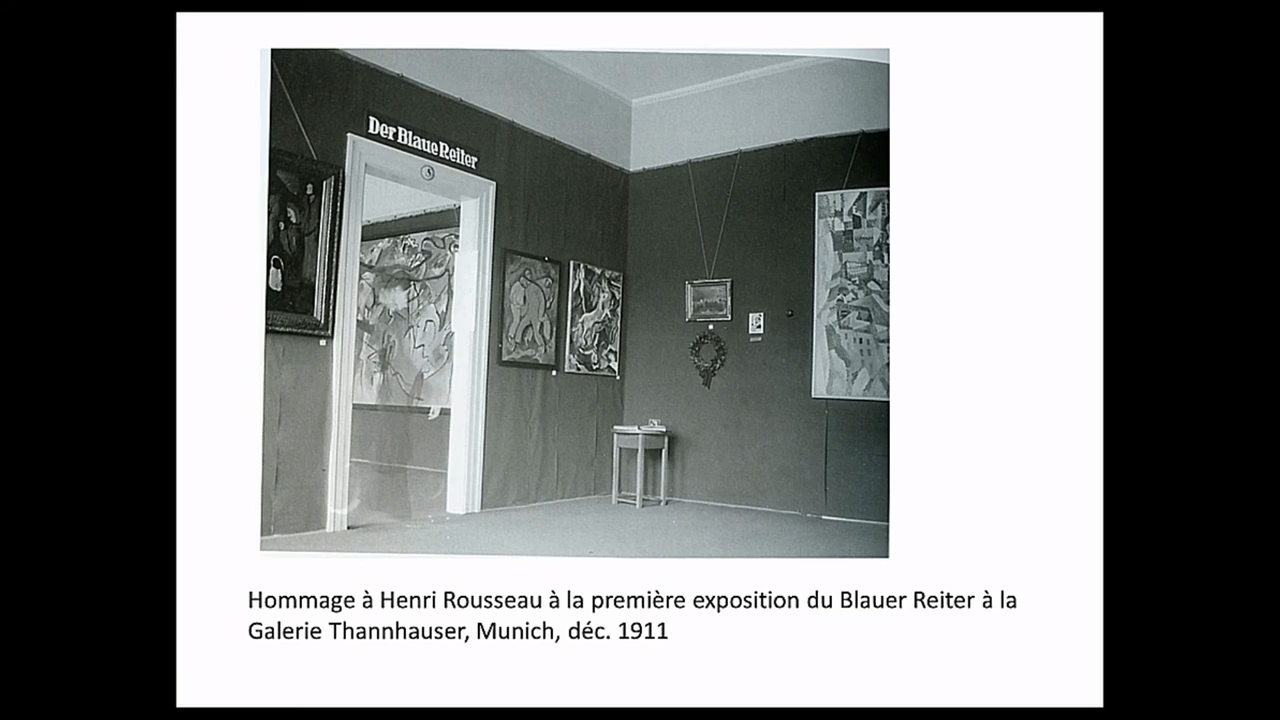 Der Blaue Reiter
Hommage à Henri Rousseau à la première exposition du Blauer Reiter à la
Galerie Thannhauser, Munich, déc. 1911